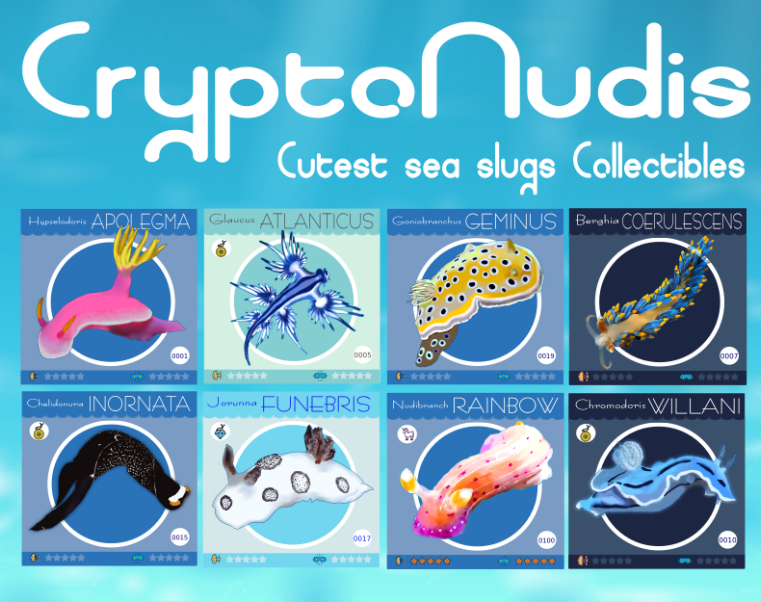 CryptoNudis
Cutest sea slugs Collectibles
Hypselodoris APOLEGMA
0001
Glaucus ATLANTICUS
0005
Goniobranchus GEMINUS
0019
Berghia COERULESCENS
0007
Chelidonura INORNATA
0015
Jorunna FUNEBRIS
0017
Nudibranch RAINBOW
0100
Chromodoris WILLANI
0010